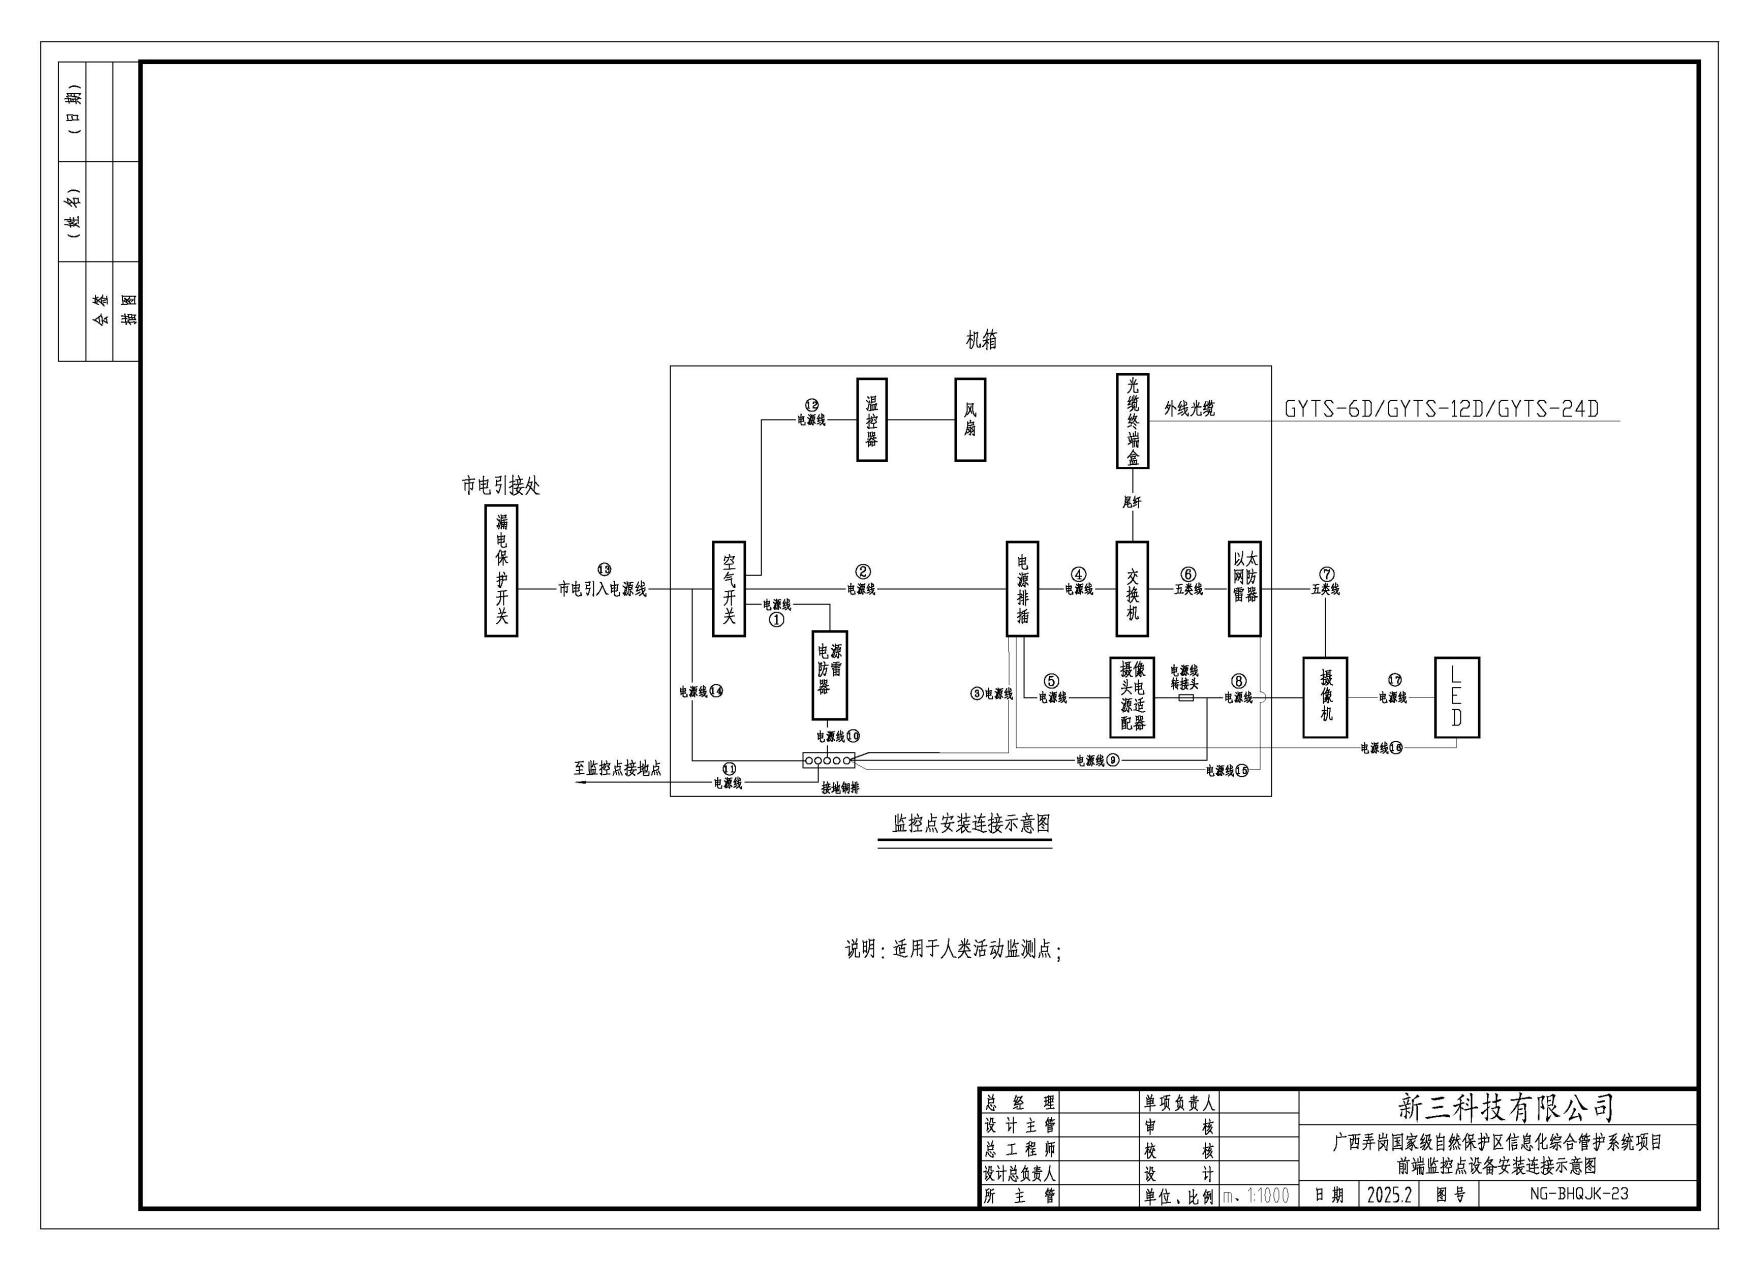 (日期)
(姓名)
会签
描图
机箱
⑫
电源线
温控器
风扇
光缆终端盒
外线光缆
GYTS-6D/GYTS-12D/GYTS-24D
尾纤
市电引接处
漏电保护开关
⑬
市电引入电源线
空气开关
②
电源线
电源线
①
电源排插
④
电源线
交换机
⑥
五类线
以太网防雷器
⑦
五类线
电源防雷器
电源线⑭
③电源线
⑤
电源线
摄像头电源适配器
电源线
转接头
⑧
电源线
摄像机
⑰
电源线
LED
电源线⑩
电源线⑯
电源线⑨
电源线⑮
至监控点接地点
⑪
电源线
接地铜排
监控点安装连接示意图
说明：适用于人类活动监测点；
总经理
单项负责人
新三科技有限公司
设计主管
审核
总工程师
校核
广西弄岗国家级自然保护区信息化综合管护系统项目
前端监控点设备安装连接示意图
设计总负责人
设计
所主管
单位、比例
m、1:1000
日期
2025.2
图号
NG-BHQJK-23